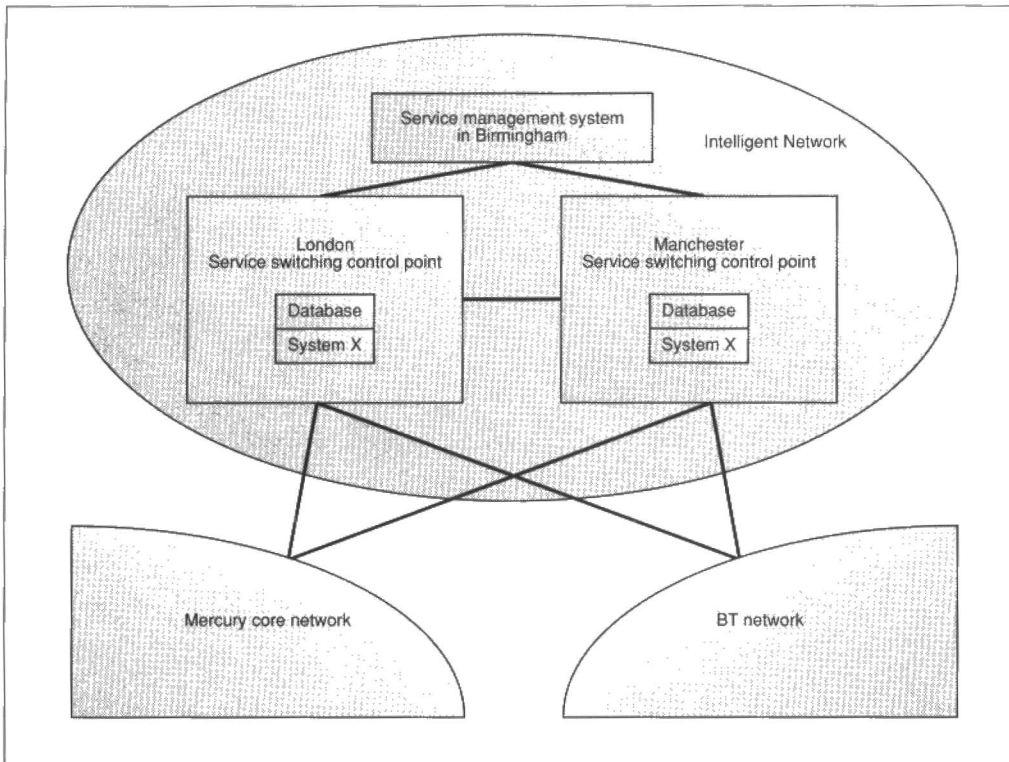 Service management system
in Birmingham
Intelligent Network
London
Service switching control point
Manchester
Service switching control point
Database
System X
Database
System X
Mercury core network
BT network